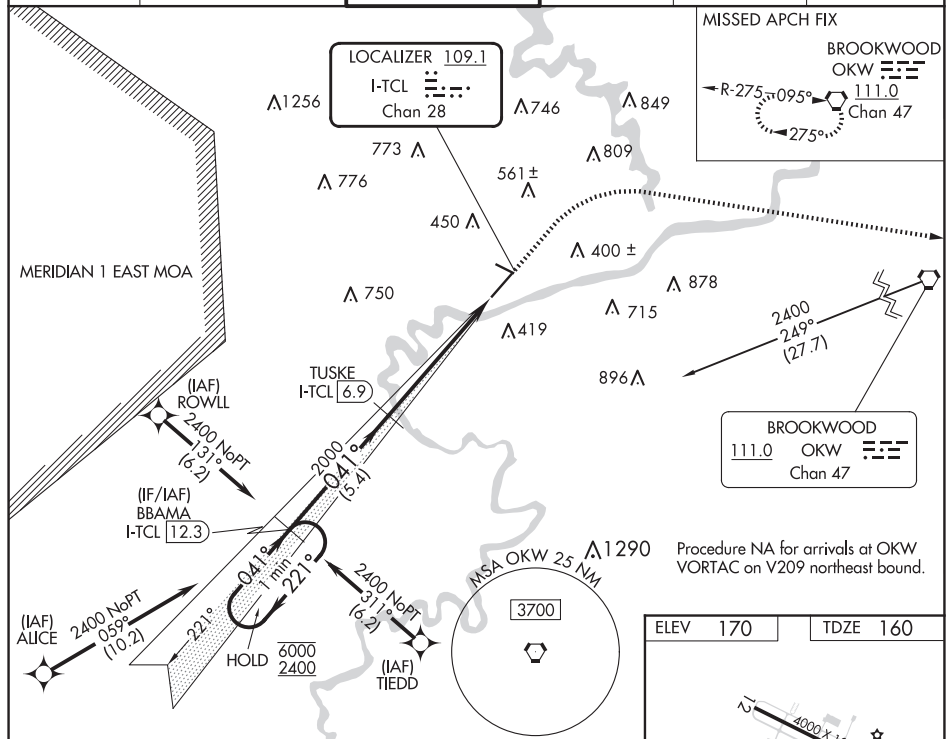 MISSED APCH FIX
BROOKWOOD
OKW
111.0
Chan 47
R-275
095°
275°
LOCALIZER 109.1
I-TCL
Chan 28
1256
746
849
773
809
776
561 ±
450
400 ±
MERIDIAN 1 EAST MOA
750
878
715
419
2400
249°
(27.7)
TUSKE
I-TCL 6.9
896
(IAF)
ROWLL
2400 NoPT
131°
(6.2)
2000
041°
(5.4)
BROOKWOOD
111.0 OKW
Chan 47
(IF/IAF)
BBAMA
I-TCL 12.3
041°
1 min
221°
1290
Procedure NA for arrivals at OKW
VORTAC on V209 northeast bound.
MSA OKW 25 NM
3700
2400 NoPT
311°
(6.2)
(IAF)
TIEDD
(IAF)
ALICE
2400 NoPT
059°
(10.2)
221°
HOLD
6000
2400
ELEV 170
TDZE 160
12